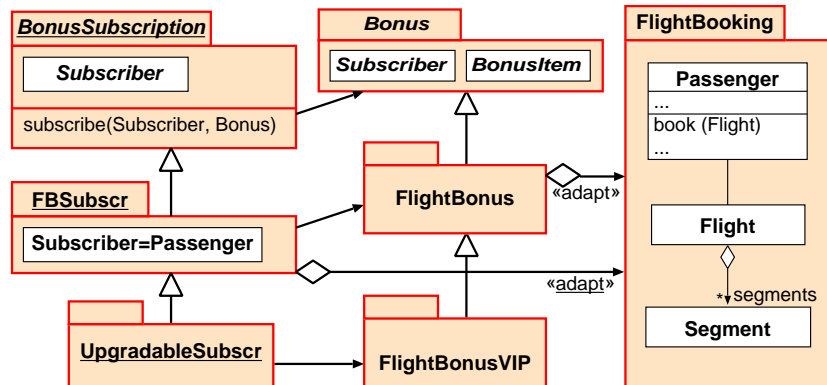 BonusSubscription
Subscriber
subscribe(Subscriber, Bonus)
Bonus
Subscriber
BonusItem
FlightBooking
Passenger
...
book (Flight)
...
Flight
* segments
Segment
FBSubscr
Subscriber=Passenger
FlightBonus
«adapt»
«adapt»
UpgradableSubscr
FlightBonusVIP